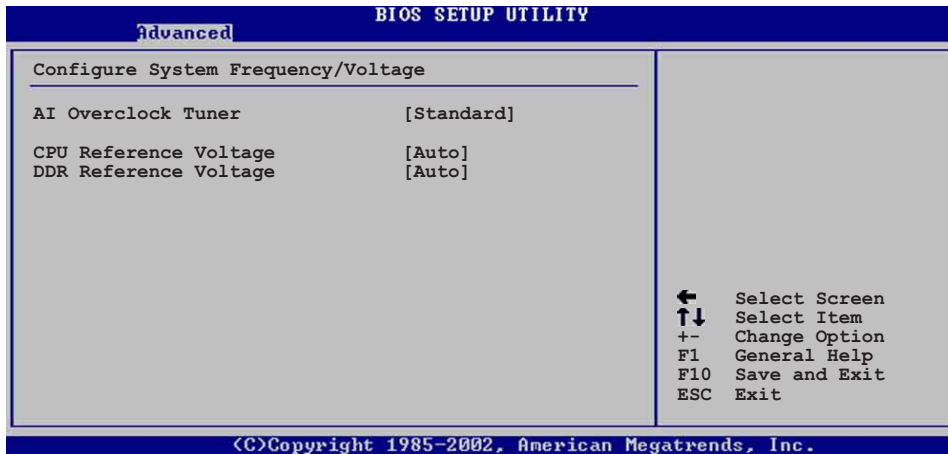 BIOS SETUP UTILITY
Advanced
Configure System Frequency/Voltage
AI Overclock Tuner [Standard]
CPU Reference Voltage [Auto]
DDR Reference Voltage [Auto]
← Select Screen
↑↓ Select Item
+- Change Option
F1 General Help
F10 Save and Exit
ESC Exit
(C)Copyright 1985-2002, American Megatrends, Inc.